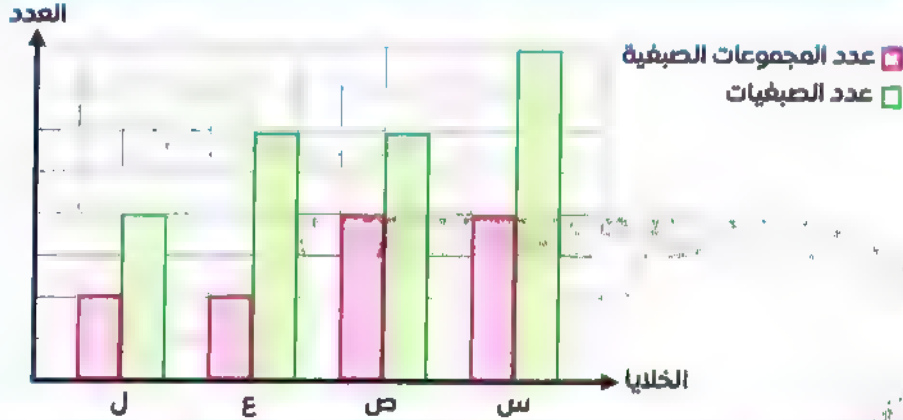 العدد
عدد المجموعات الصبغية
عدد الصبغيات
الخلايا
س
ص
ع
ل